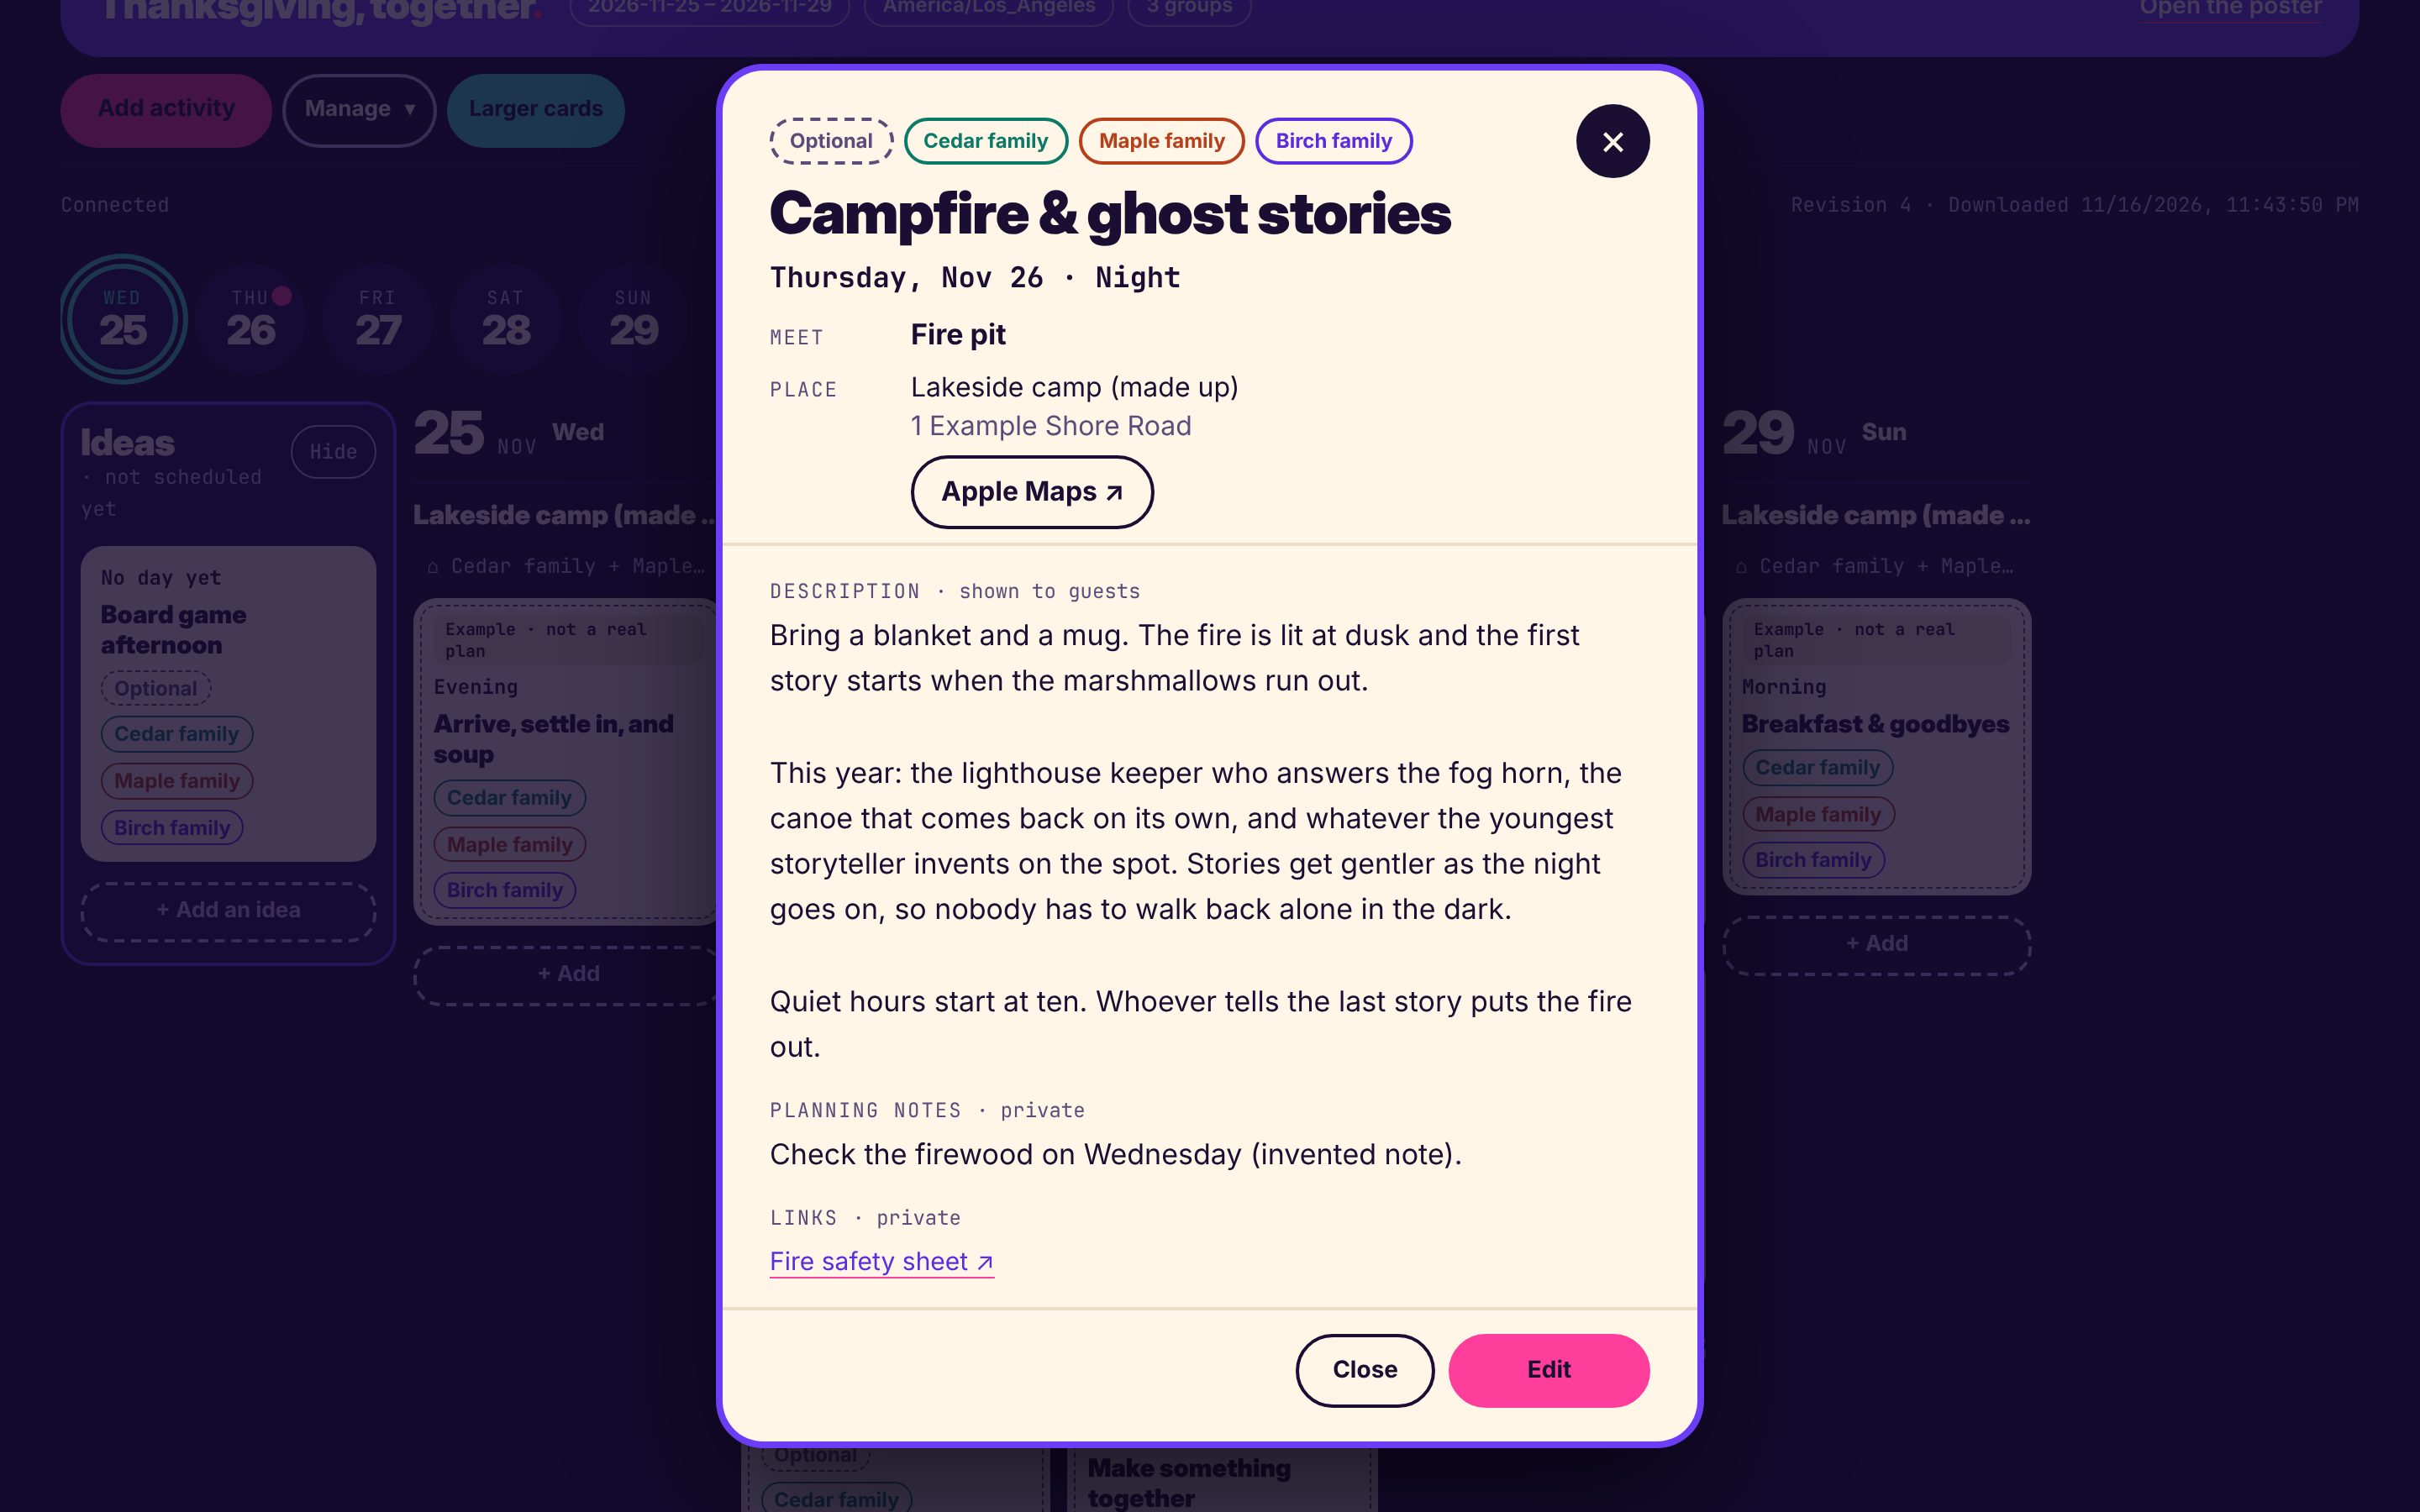 Thanksgiving, together.
2026-11-25 – 2026-11-29
America/Los_Angeles
3 groups
Open the poster
Add activity
Manage ▾
Larger cards
Connected
Revision 4 · Downloaded 11/16/2026, 11:43:50 PM
WED
25
THU
26
FRI
27
SAT
28
SUN
29
Ideas
· not scheduled
yet
Hide
No day yet
Board game
afternoon
Optional
Cedar family
Maple family
Birch family
+ Add an idea
25 NOV Wed
Lakeside camp (made ...
⌂ Cedar family + Maple…
Example · not a real
plan
Evening
Arrive, settle in, and
soup
Cedar family
Maple family
Birch family
+ Add
Optional
Cedar family
Maple family
Birch family
×
Campfire & ghost stories
Thursday, Nov 26 · Night
MEET
Fire pit
PLACE
Lakeside camp (made up)
1 Example Shore Road
Apple Maps ↗
DESCRIPTION · shown to guests
Bring a blanket and a mug. The fire is lit at dusk and the first
story starts when the marshmallows run out.
This year: the lighthouse keeper who answers the fog horn, the
canoe that comes back on its own, and whatever the youngest
storyteller invents on the spot. Stories get gentler as the night
goes on, so nobody has to walk back alone in the dark.
Quiet hours start at ten. Whoever tells the last story puts the fire
out.
PLANNING NOTES · private
Check the firewood on Wednesday (invented note).
LINKS · private
Fire safety sheet ↗
Close
Edit
29 NOV Sun
Lakeside camp (made ...
⌂ Cedar family + Maple…
Example · not a real
plan
Morning
Breakfast & goodbyes
Cedar family
Maple family
Birch family
+ Add
Optional
Cedar family
Make something
together